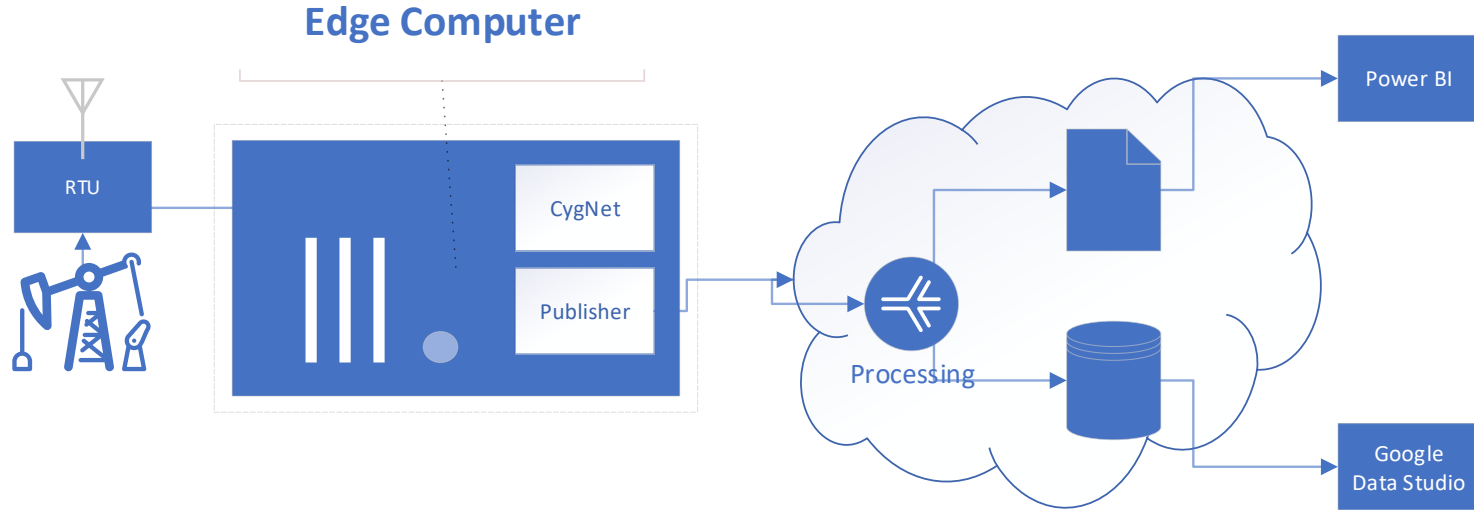 Edge Computer
RTU
CygNet
Publisher
Processing
Power BI
Google
Data Studio